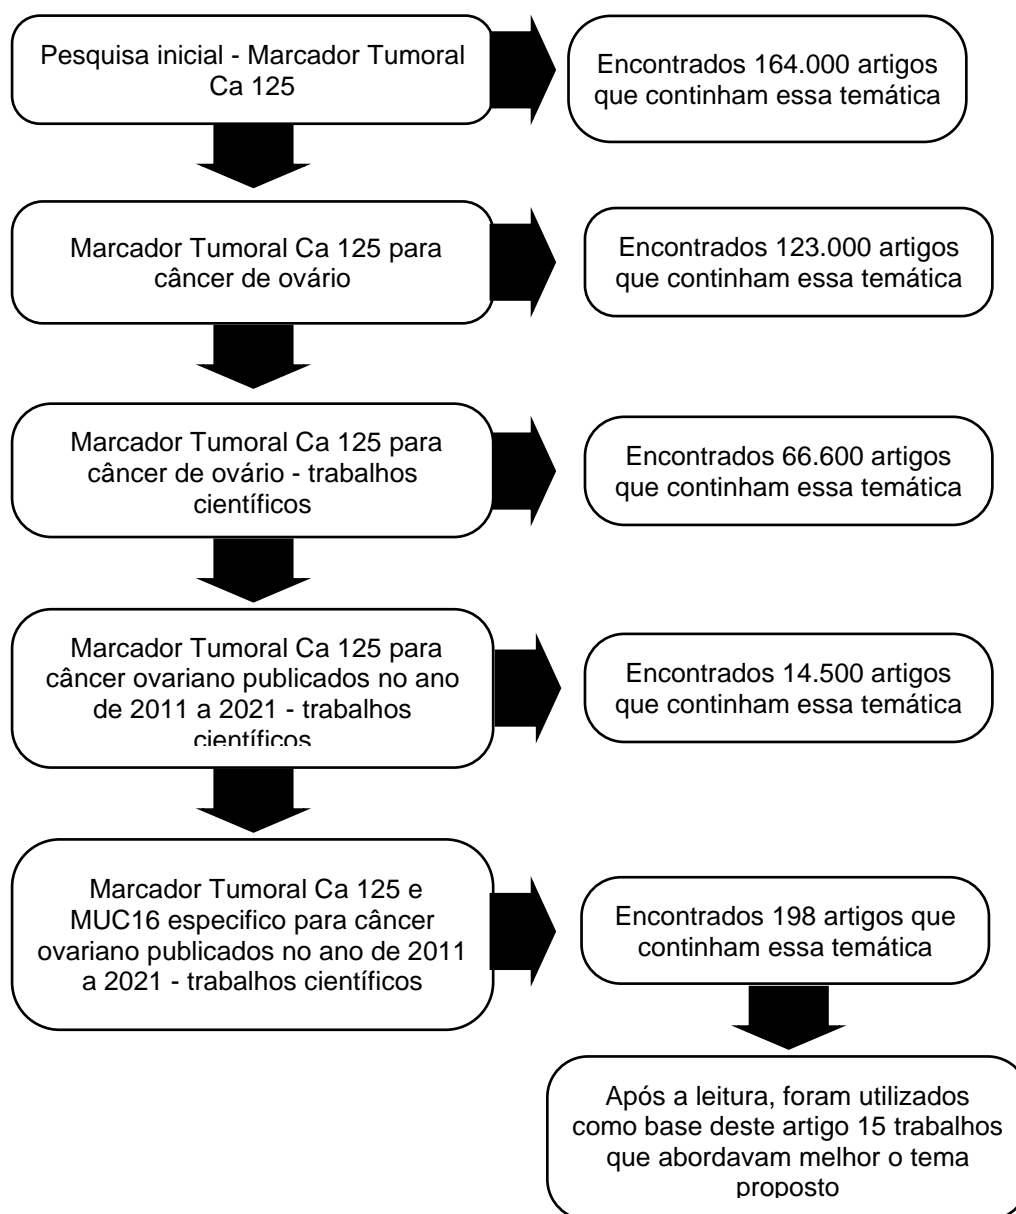 Pesquisa inicial - Marcador Tumoral
Ca 125
Encontrados 164.000 artigos
que continham essa temática
Marcador Tumoral Ca 125 para
câncer de ovário
Encontrados 123.000 artigos
que continham essa temática
Marcador Tumoral Ca 125 para
câncer de ovário - trabalhos
científicos
Encontrados 66.600 artigos
que continham essa temática
Marcador Tumoral Ca 125 para
câncer ovariano publicados no ano
de 2011 a 2021 - trabalhos
científicos
Encontrados 14.500 artigos
que continham essa temática
Marcador Tumoral Ca 125 e
MUC16 especifico para câncer
ovariano publicados no ano de 2011
a 2021 - trabalhos científicos
Encontrados 198 artigos que
continham essa temática
Após a leitura, foram utilizados
como base deste artigo 15 trabalhos
que abordavam melhor o tema
proposto